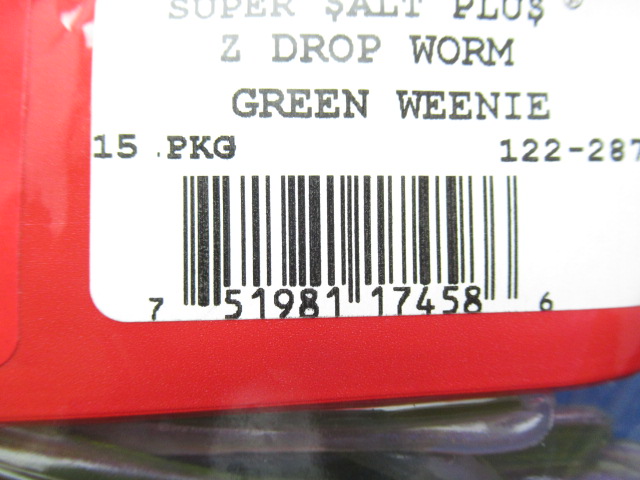 SUPER $ALT PLU$ ®
Z DROP WORM
GREEN WEENIE
15 PKG 122-287
7 51981 17458 6